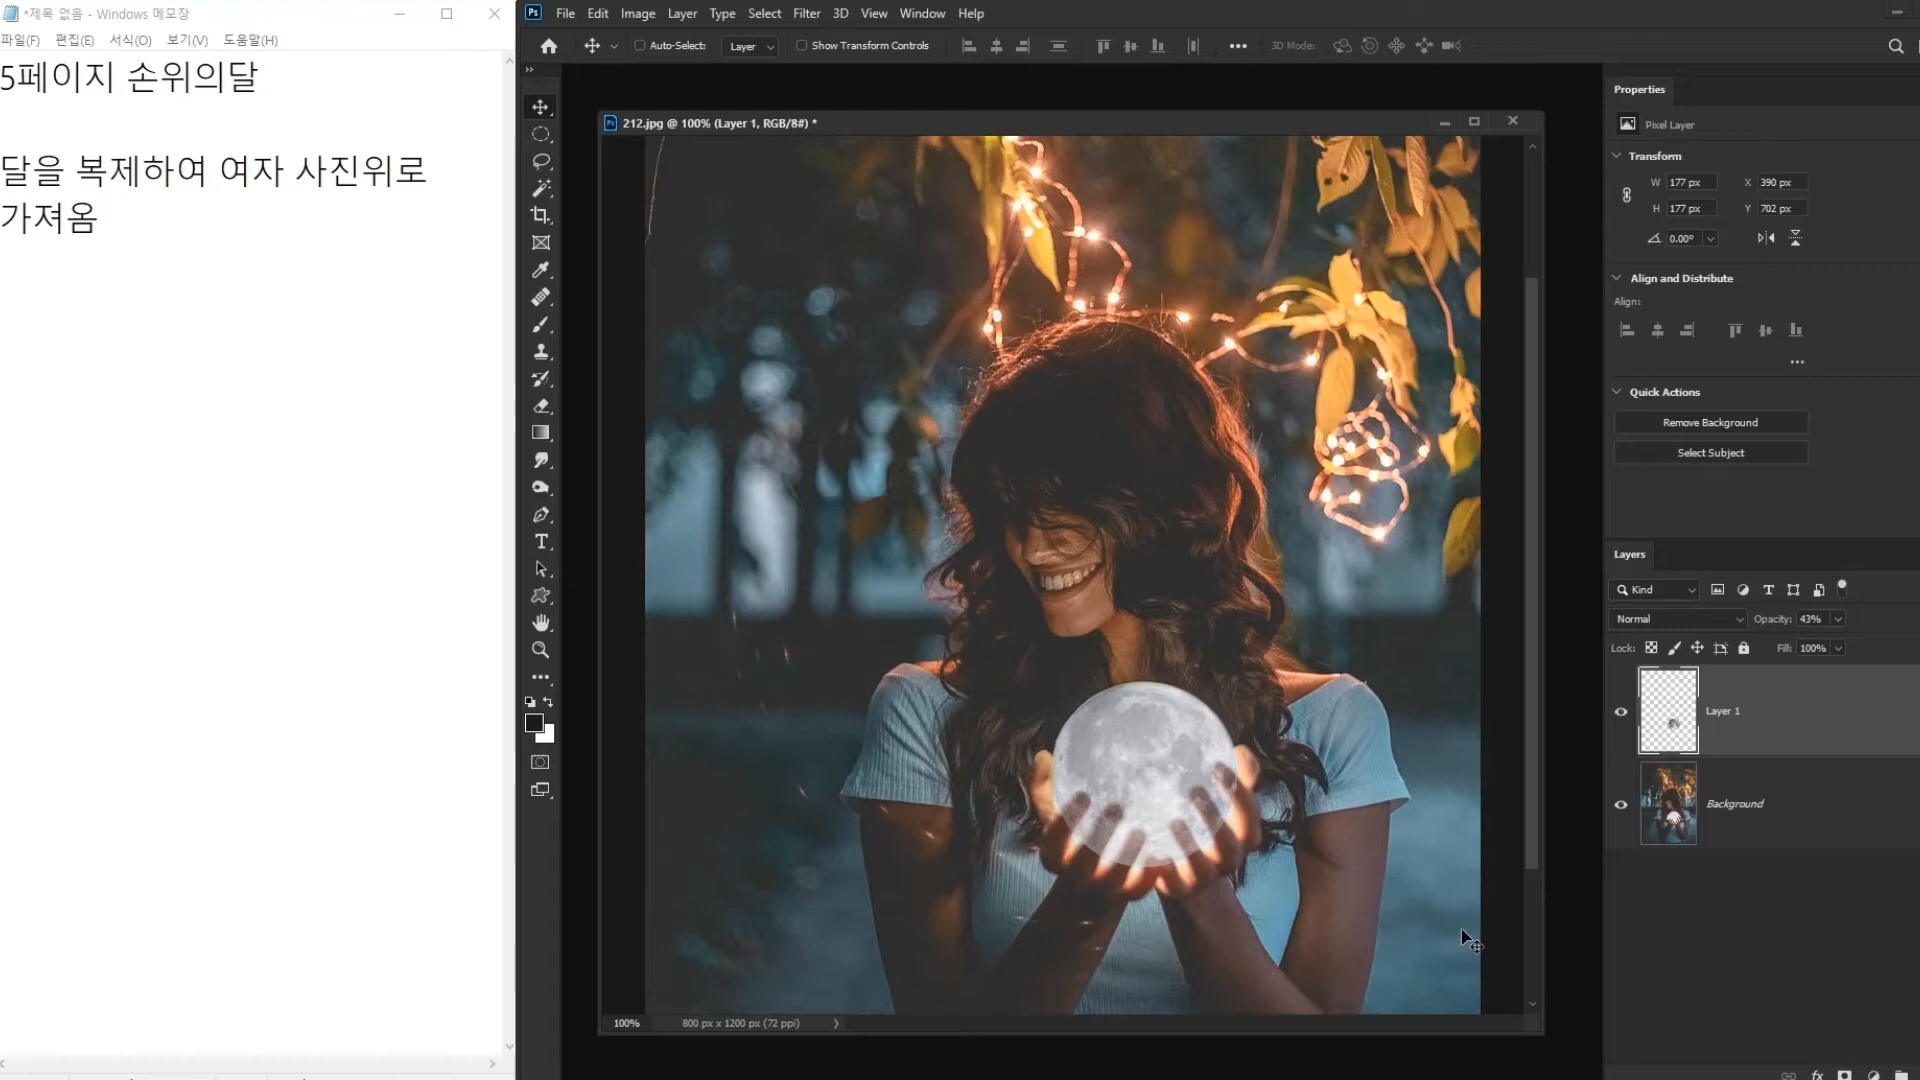 *제목 없음 - Windows 메모장
파일(F) 편집(E) 서식(O) 보기(V) 도움말(H)
5페이지 손위의달
달을 복제하여 여자 사진위로
가져옴
Ps File Edit Image Layer Type Select Filter 3D View Window Help
Auto-Select: Layer Show Transform Controls 3D Mode:
Ps 212.jpg @ 100% (Layer 1, RGB/8#) *
100% 800 px x 1200 px (72 ppi)
Properties
Pixel Layer
Transform
W 177 px X 390 px
H 177 px Y 702 px
0.00°
Align and Distribute
Align:
Quick Actions
Remove Background
Select Subject
Layers
Kind
Normal Opacity: 43%
Lock: Fill: 100%
Layer 1
Background
fx